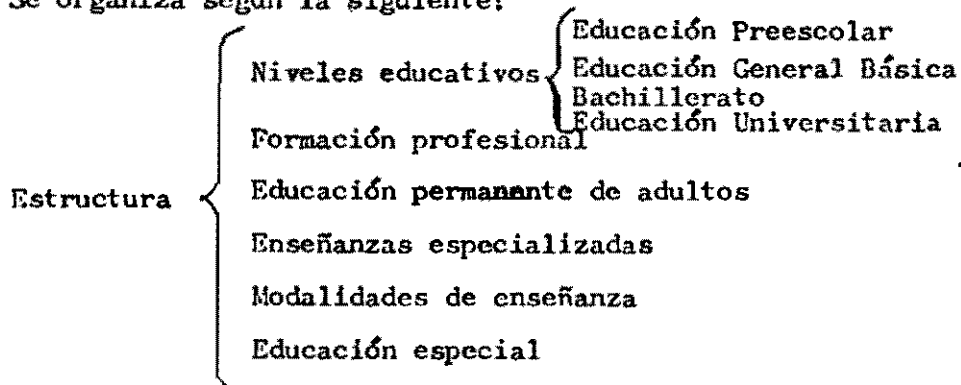 Se organiza según la siguiente:
Educación Preescolar
Niveles educativos
Educación General Básica
Bachillerato
Educación Universitaria
Formación profesional
Estructura
Educación permanente de adultos
Enseñanzas especializadas
Modalidades de enseñanza
Educación especial